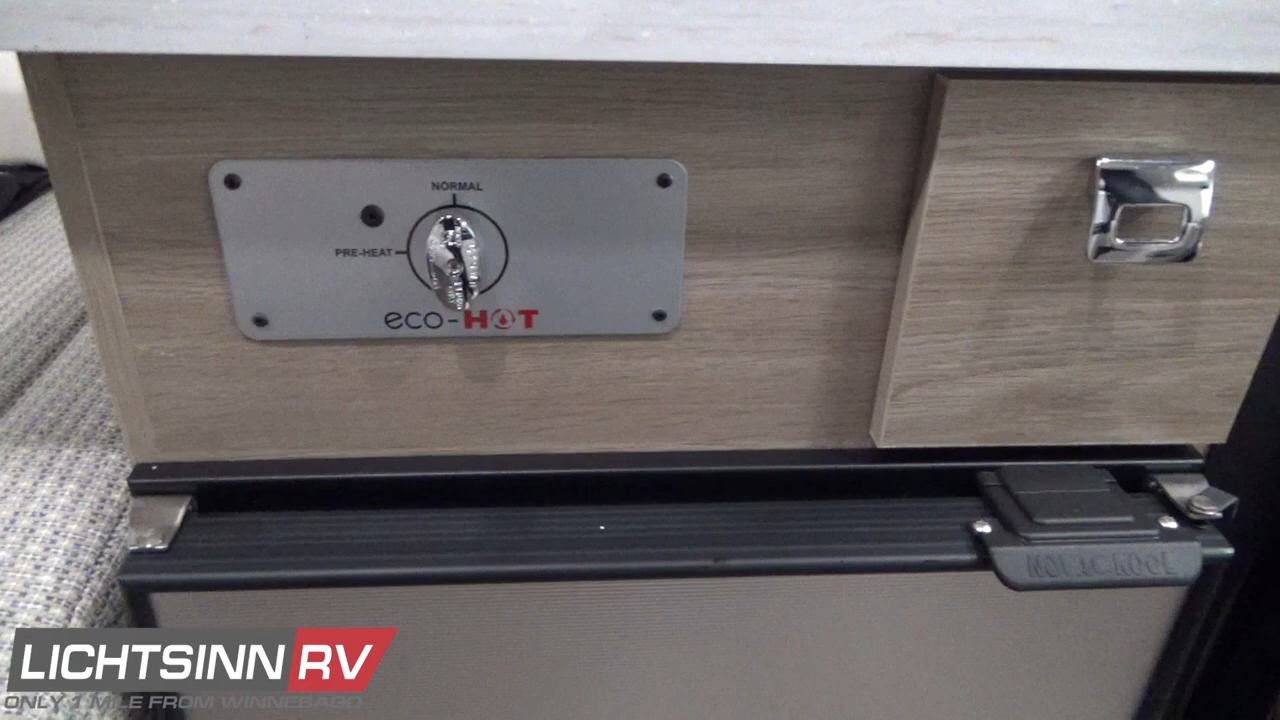 NORMAL
PRE-HEAT
eco-HOT
LICHTSINN RV
ONLY 1 MILE FROM WINNEBAGO